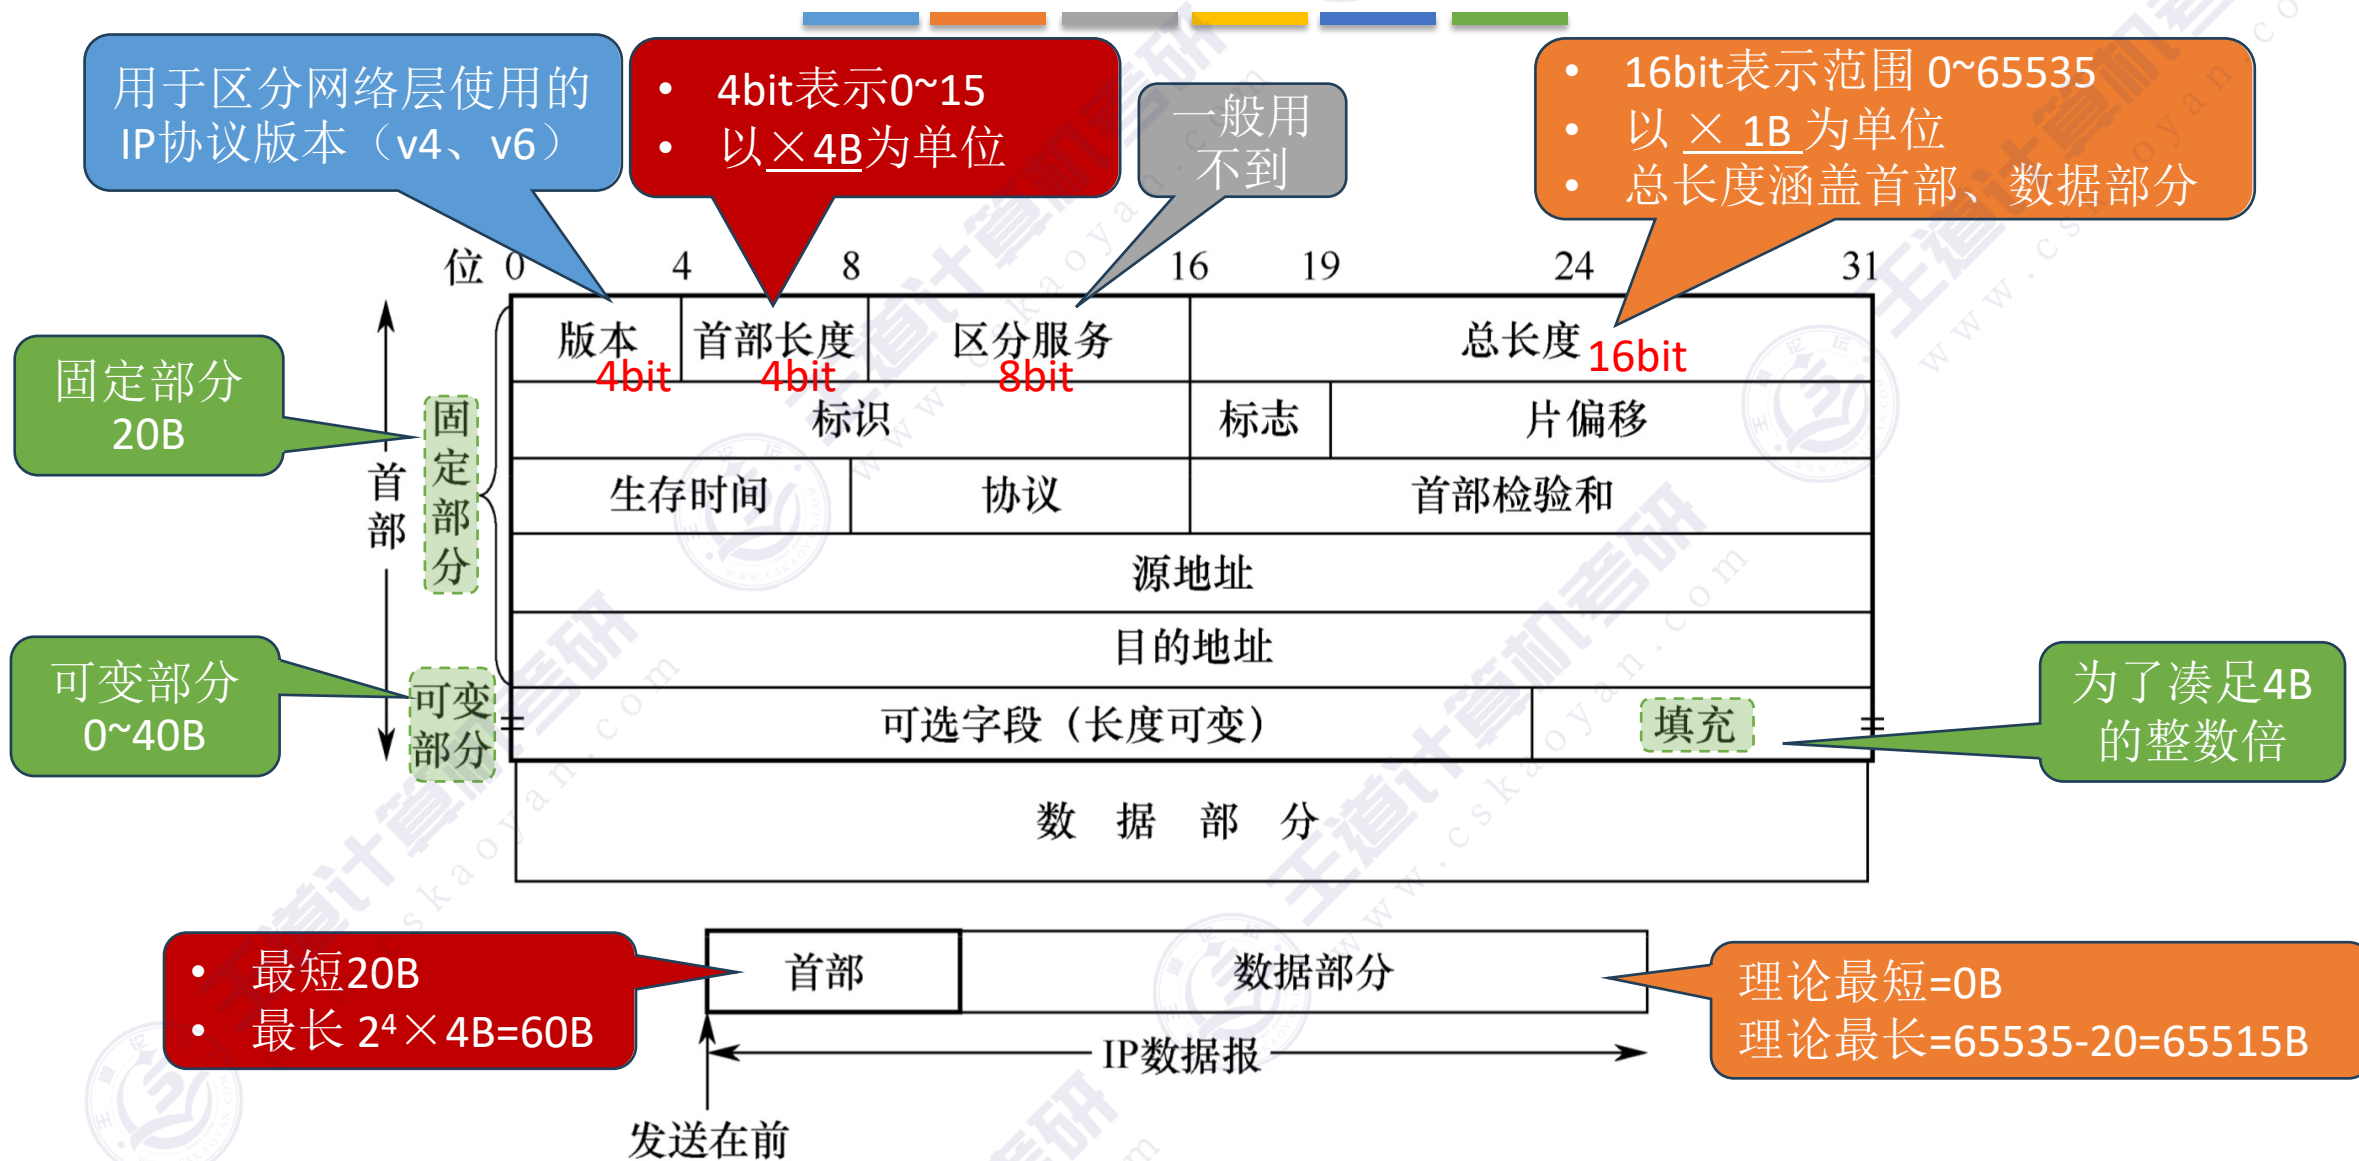 用于区分网络层使用的
IP协议版本（v4、v6）
• 4bit表示0~15
• 以×4B为单位
一般用
不到
• 16bit表示范围 0~65535
• 以 × 1B 为单位
• 总长度涵盖首部、数据部分
位 0 4 8 16 19 24 31
版本 首部长度 区分服务 总长度
4bit 4bit 8bit 16bit
标识 标志 片偏移
生存时间 协议 首部检验和
源地址
目的地址
可选字段（长度可变） 填充
数 据 部 分
固定部分
20B
首部
固定部分
可变部分
0~40B
可变
部分
为了凑足4B
的整数倍
• 最短20B
• 最长 2⁴×4B=60B
首部 数据部分
理论最短=0B
理论最长=65535-20=65515B
IP数据报
发送在前
王道计算机考研
www.cskaoyan.com